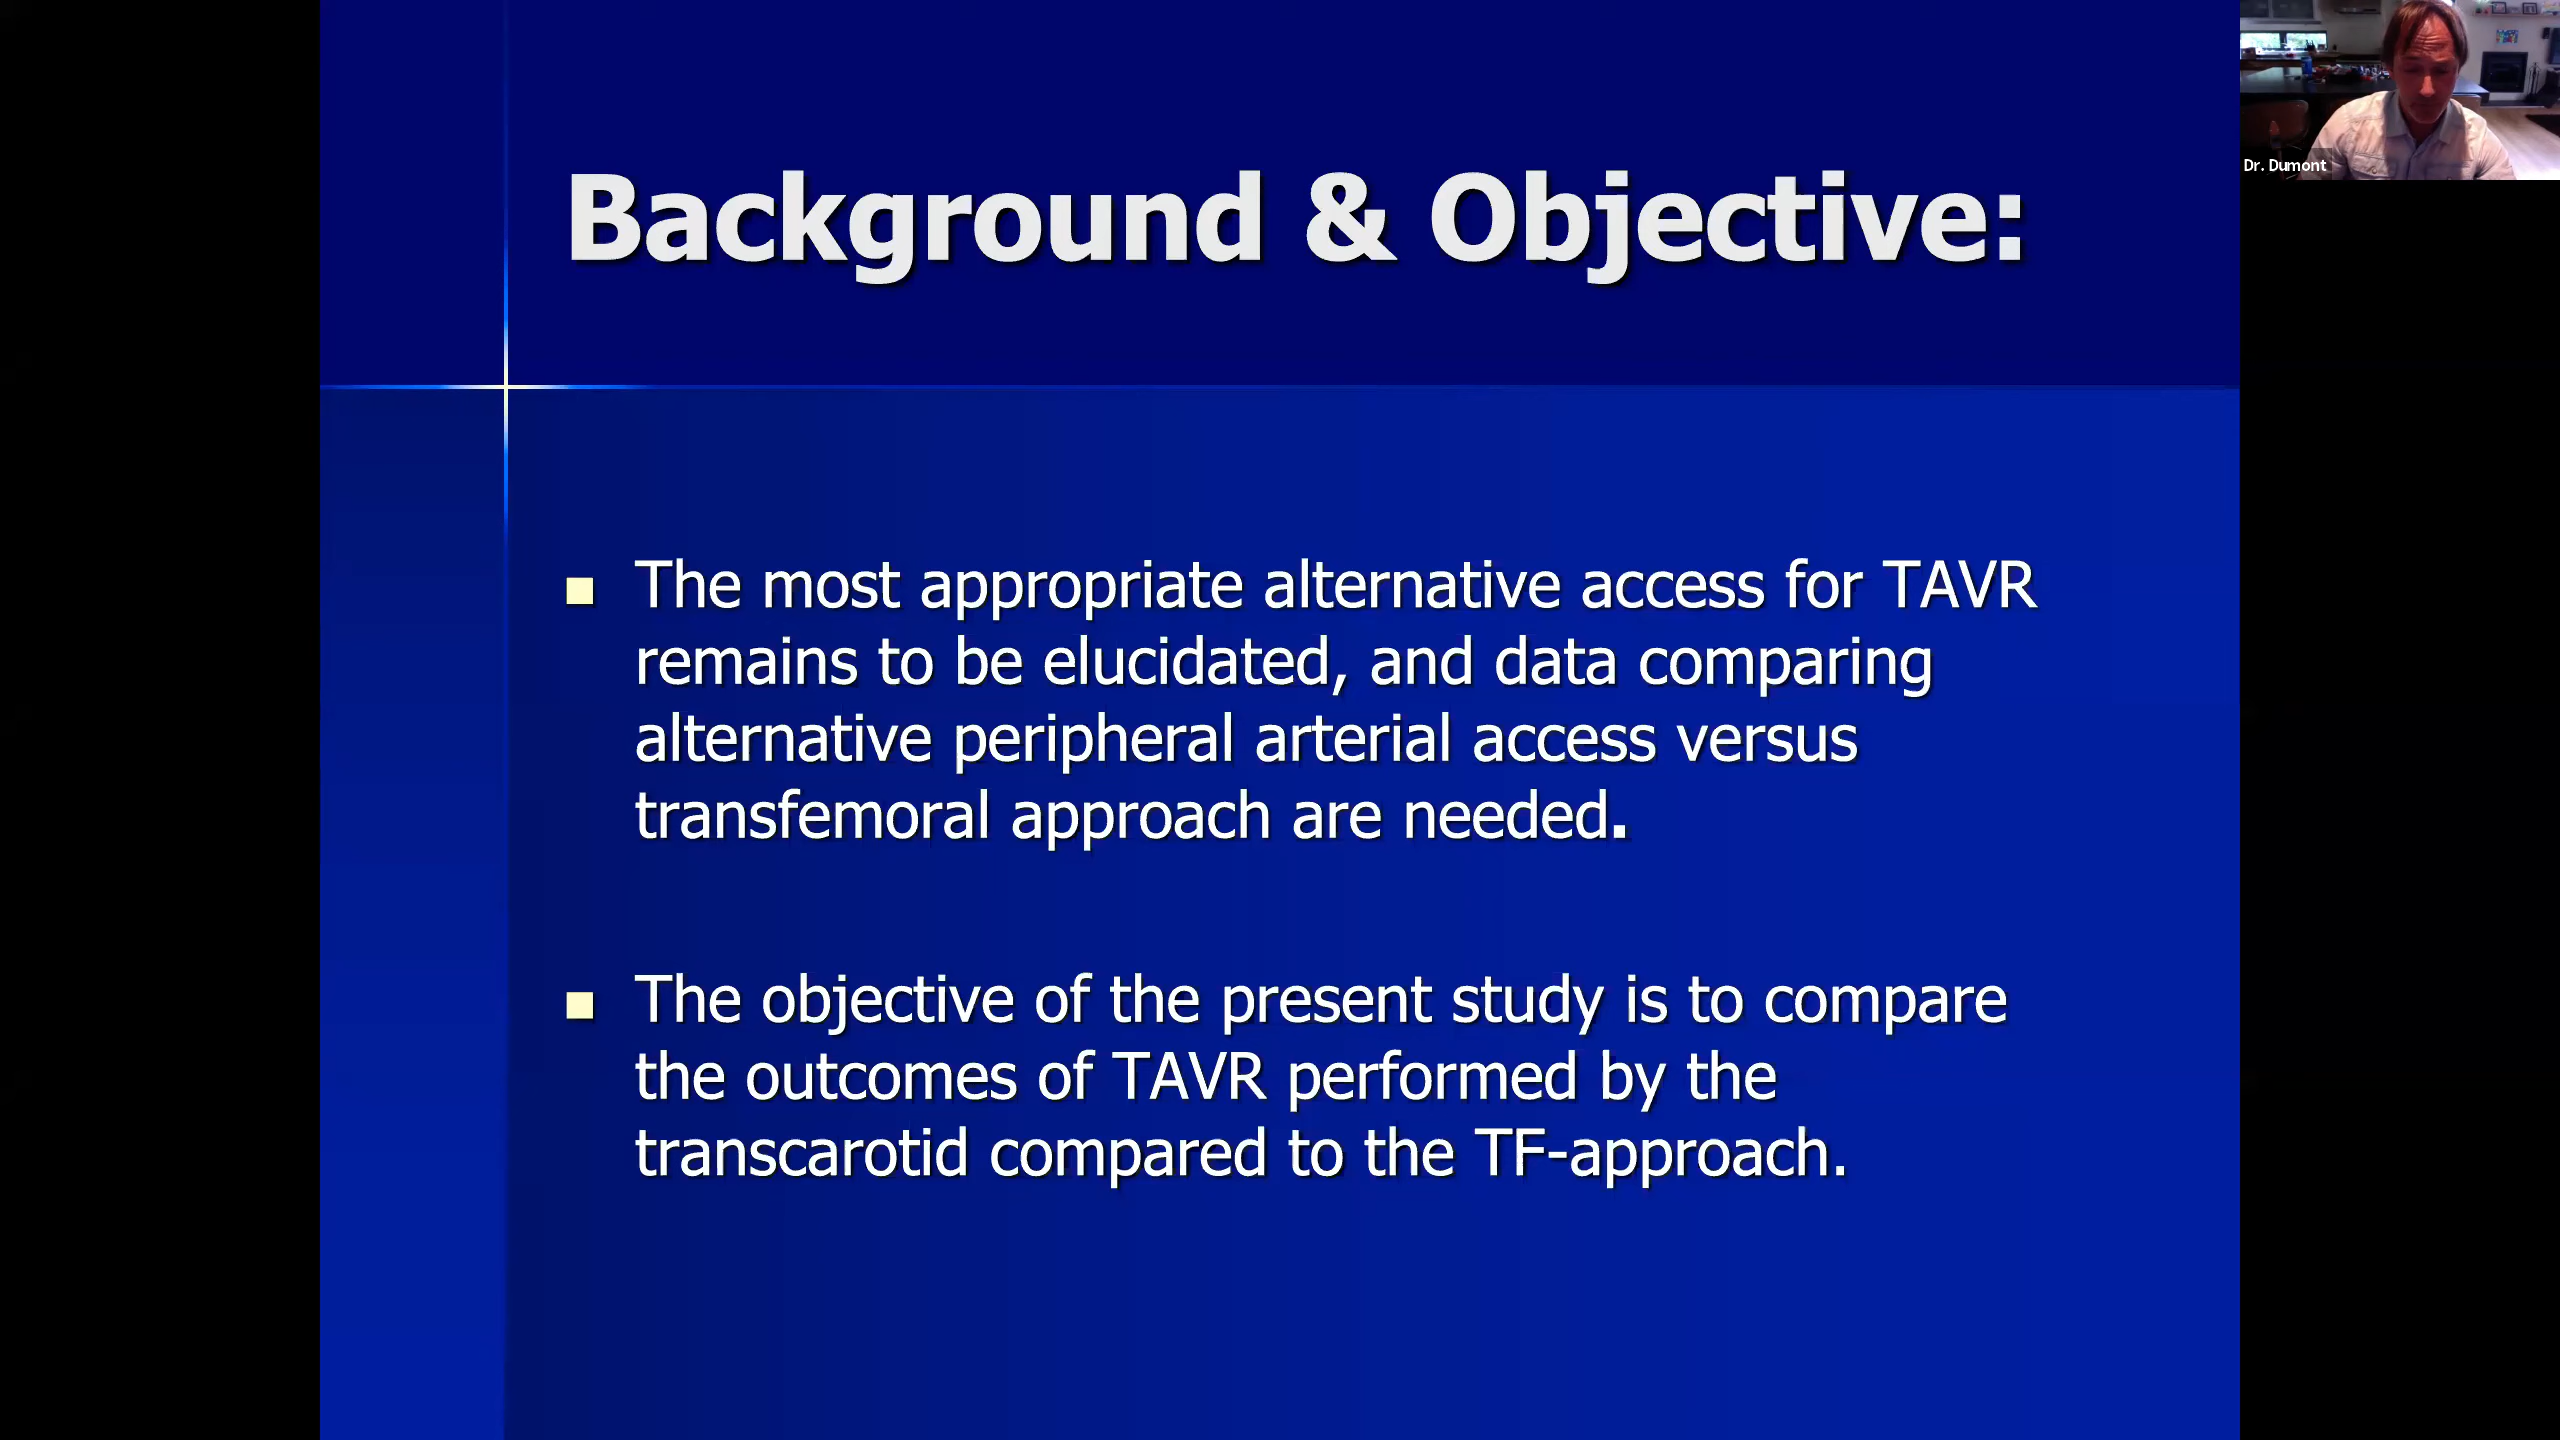 Background & Objective:
The most appropriate alternative access for TAVR
remains to be elucidated, and data comparing
alternative peripheral arterial access versus
transfemoral approach are needed.
The objective of the present study is to compare
the outcomes of TAVR performed by the
transcarotid compared to the TF-approach.
Dr. Dumont